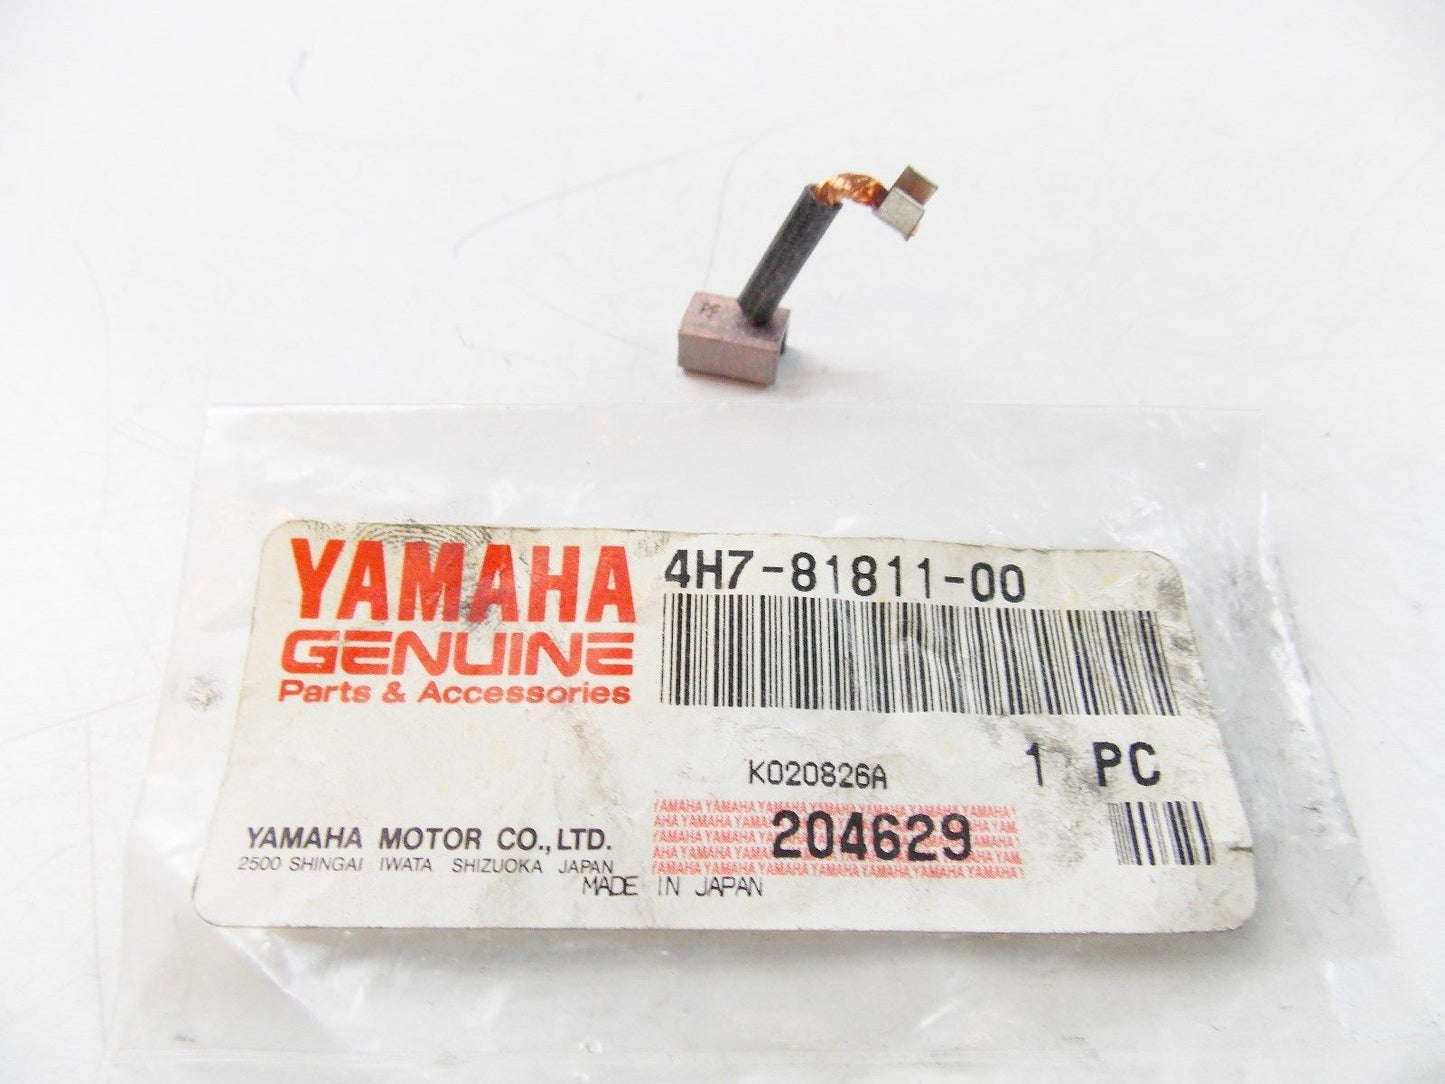 YAMAHA
GENUINE
Parts & Accessories
4H7-81811-00
1 PC
K020826A
204629
YAMAHA MOTOR CO.,LTD.
2500 SHINGAI IWATA SHIZUOKA JAPAN
MADE IN JAPAN